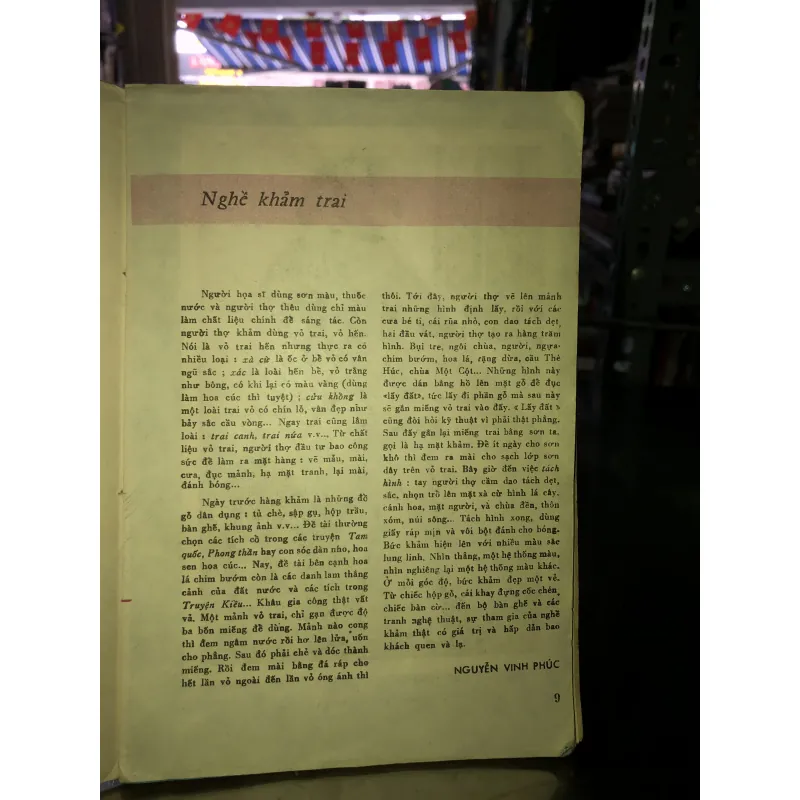 Nghề khảm trai
Người họa sĩ dùng sơn màu, thuốc
nước và người thợ thêu dùng chỉ màu
làm chất liệu chính để sáng tác. Còn
người thợ khảm dùng vỏ trai, vỏ hến.
Nói là vỏ trai hến nhưng thực ra có
nhiều loại : xà cừ là ốc ở bể vỏ có vân
ngũ sắc ; xác là loài hến bể, vỏ trắng
như bông, có khi lại có màu vàng (dùng
làm hoa cúc thì tuyệt) ; cửu khổng là
một loài trai vỏ có chín lỗ, vân đẹp như
bảy sắc cầu vồng... Ngay trai cũng lắm
loài : trai cánh, trai nứa v.v... Từ chất
liệu vỏ trai, người thợ đầu tư bao công
sức để làm ra mặt hàng : vẽ mẫu, mài,
cưa, đục mảnh, hạ mặt tranh, lại mài,
đánh bóng...
Ngày trước hàng khảm là những đồ
gỗ dân dụng : tủ chè, sập gụ, hộp trầu,
bàn ghế, khung ảnh v.v... Đề tài thường
chọn các tích cổ trong các truyện Tam
quốc, Phong thần hay con sóc dàn nho, hoa
sen hoa cúc... Nay, đề tài bên cạnh hoa
lá chim bướm còn là các danh lam thắng
cảnh của đất nước và các tích trong
Truyện Kiều... Khâu gia công thật vất
vả. Một mảnh vỏ trai, chỉ gạn được độ
ba bốn miếng để dùng. Mảnh nào cong
thì đem ngâm nước rồi hơ lên lửa, uốn
cho phẳng. Sau đó phải chẻ và dóc thành
miếng. Rồi đem mài bằng đá ráp cho
hết lần vỏ ngoài đến lần vỏ óng ánh thì
thôi. Tới đây, người thợ vẽ lên mảnh
trai những hình định lấy, rồi với các
cưa bé tí, cái rũa nhỏ, con dao tách dẹt,
hai đầu vát, người thợ tạo ra hàng trăm
hình. Bụi tre, ngôi chùa, người, ngựa,
chim bướm, hoa lá, rặng dừa, cầu Thê
Húc, chùa Một Cột... Những hình này
được dán bằng hồ lên mặt gỗ để đục
«lấy đất», tức lấy đi phần gỗ mà sau này
sẽ gắn miếng vỏ trai vào đấy. « Lấy đất »
cũng đòi hỏi kỹ thuật vì phải thật phẳng.
Sau đấy gắn lại miếng trai bằng sơn ta,
gọi là hạ mặt khảm. Để ít ngày cho sơn
khô thì đem ra mài cho sạch lớp sơn
dây trên vỏ trai. Bây giờ đến việc tách
hình : tay người thợ cầm dao tách dẹt,
sắc, nhọn trổ lên mặt xà cừ hình lá cây,
cánh hoa, mặt người, và chùa đền, thôn
xóm, núi sông... Tách hình xong, dùng
giấy ráp mịn và vôi bột đánh cho bóng.
Bức khảm hiện lên với nhiều màu sắc
lung linh. Nhìn thẳng, một hệ thống màu,
nhìn nghiêng lại một hệ thống màu khác.
Ở mỗi góc độ, bức khảm đẹp một vẻ.
Từ chiếc hộp gỗ, cái khay đựng cốc chén,
chiếc bàn cờ... đến bộ bàn ghế và các
tranh nghệ thuật, sự tham gia của nghề
khảm thật có giá trị và hấp dẫn bao
khách quen và lạ.
NGUYỄN VINH PHÚC
9